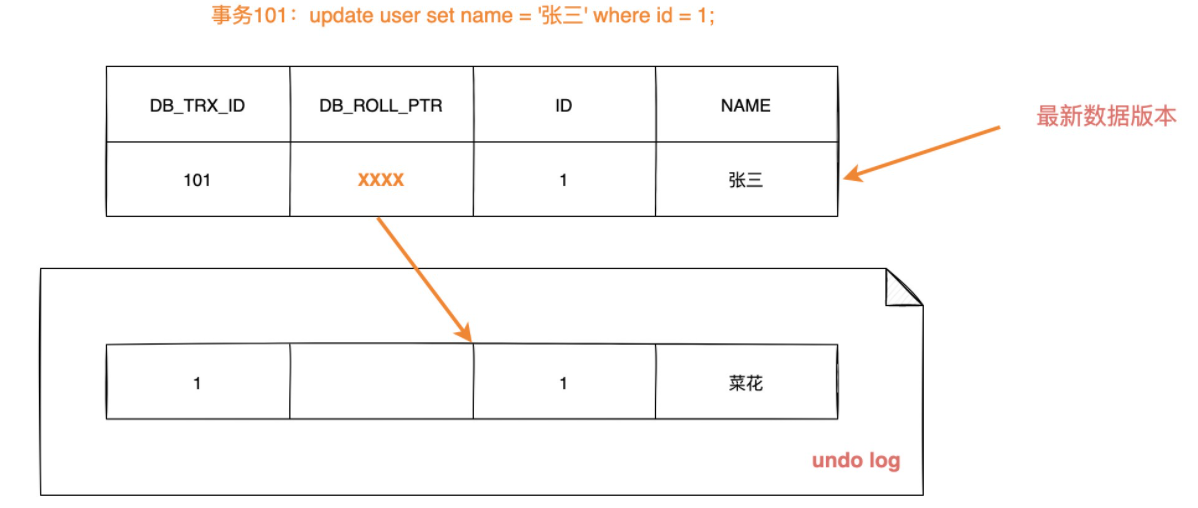 事务101：update user set name = '张三' where id = 1;
DB_TRX_ID DB_ROLL_PTR ID NAME
最新数据版本
101 XXXX 1 张三
1 1 菜花
undo log